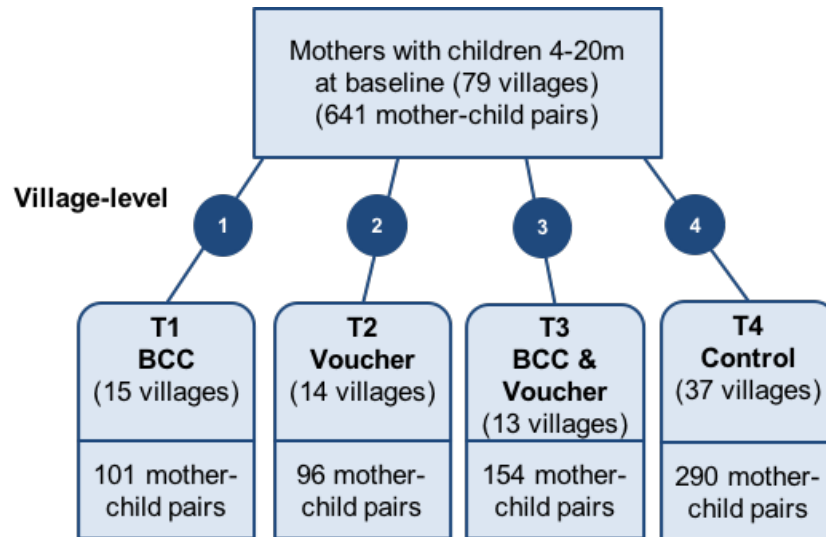 Mothers with children 4-20m
at baseline (79 villages)
(641 mother-child pairs)
Village-level
1
2
3
4
T1
BCC
(15 villages)
101 mother-
child pairs
T2
Voucher
(14 villages)
96 mother-
child pairs
T3
BCC &
Voucher
(13 villages)
154 mother-
child pairs
T4
Control
(37 villages)
290 mother-
child pairs